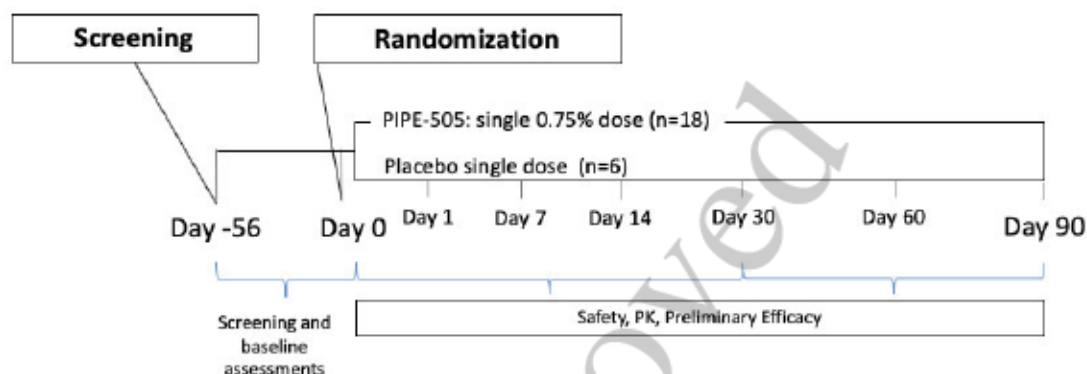 Screening
Randomization
PIPE-505: single 0.75% dose (n=18)
Placebo single dose (n=6)
Day -56
Day 0
Day 1
Day 7
Day 14
Day 30
Day 60
Day 90
Screening and
baseline
assessments
Safety, PK, Preliminary Efficacy
oved